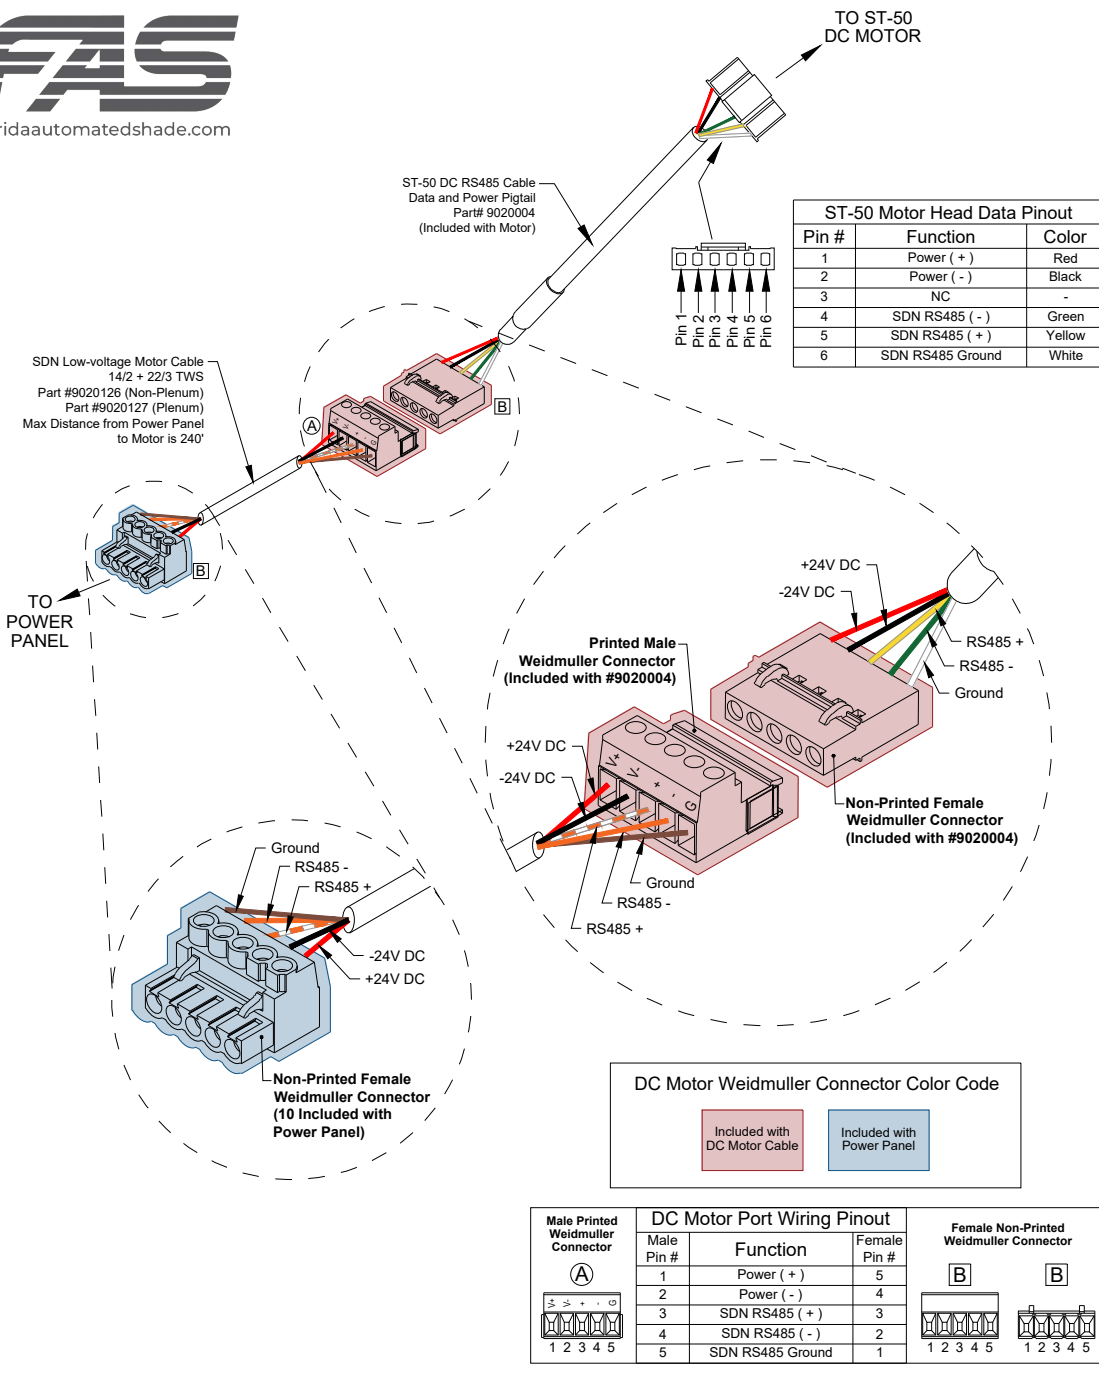 FAS
ridaautomatedshade.com
TO ST-50
DC MOTOR
ST-50 DC RS485 Cable
Data and Power Pigtail
Part# 9020004
(Included with Motor)
ST-50 Motor Head Data Pinout
Pin # Function Color
1 Power ( + ) Red
2 Power ( - ) Black
3 NC -
4 SDN RS485 ( - ) Green
5 SDN RS485 ( + ) Yellow
6 SDN RS485 Ground White
Pin 1
Pin 2
Pin 3
Pin 4
Pin 5
Pin 6
SDN Low-voltage Motor Cable
14/2 + 22/3 TWS
Part #9020126 (Non-Plenum)
Part #9020127 (Plenum)
Max Distance from Power Panel
to Motor is 240'
A
B
V+ V- + - G
B
TO
POWER
PANEL
+24V DC
-24V DC
RS485 +
RS485 -
Ground
Printed Male
Weidmuller Connector
(Included with #9020004)
+24V DC
-24V DC
V+ V- + - G
Non-Printed Female
Weidmuller Connector
(Included with #9020004)
Ground
RS485 -
RS485 +
Ground
RS485 -
RS485 +
-24V DC
+24V DC
Non-Printed Female
Weidmuller Connector
(10 Included with
Power Panel)
DC Motor Weidmuller Connector Color Code
Included with
DC Motor Cable
Included with
Power Panel
Male Printed
Weidmuller
Connector
A
V+ V- + - G
1 2 3 4 5
DC Motor Port Wiring Pinout
Male Pin # Function Female Pin #
1 Power ( + ) 5
2 Power ( - ) 4
3 SDN RS485 ( + ) 3
4 SDN RS485 ( - ) 2
5 SDN RS485 Ground 1
Female Non-Printed
Weidmuller Connector
B B
1 2 3 4 5 1 2 3 4 5